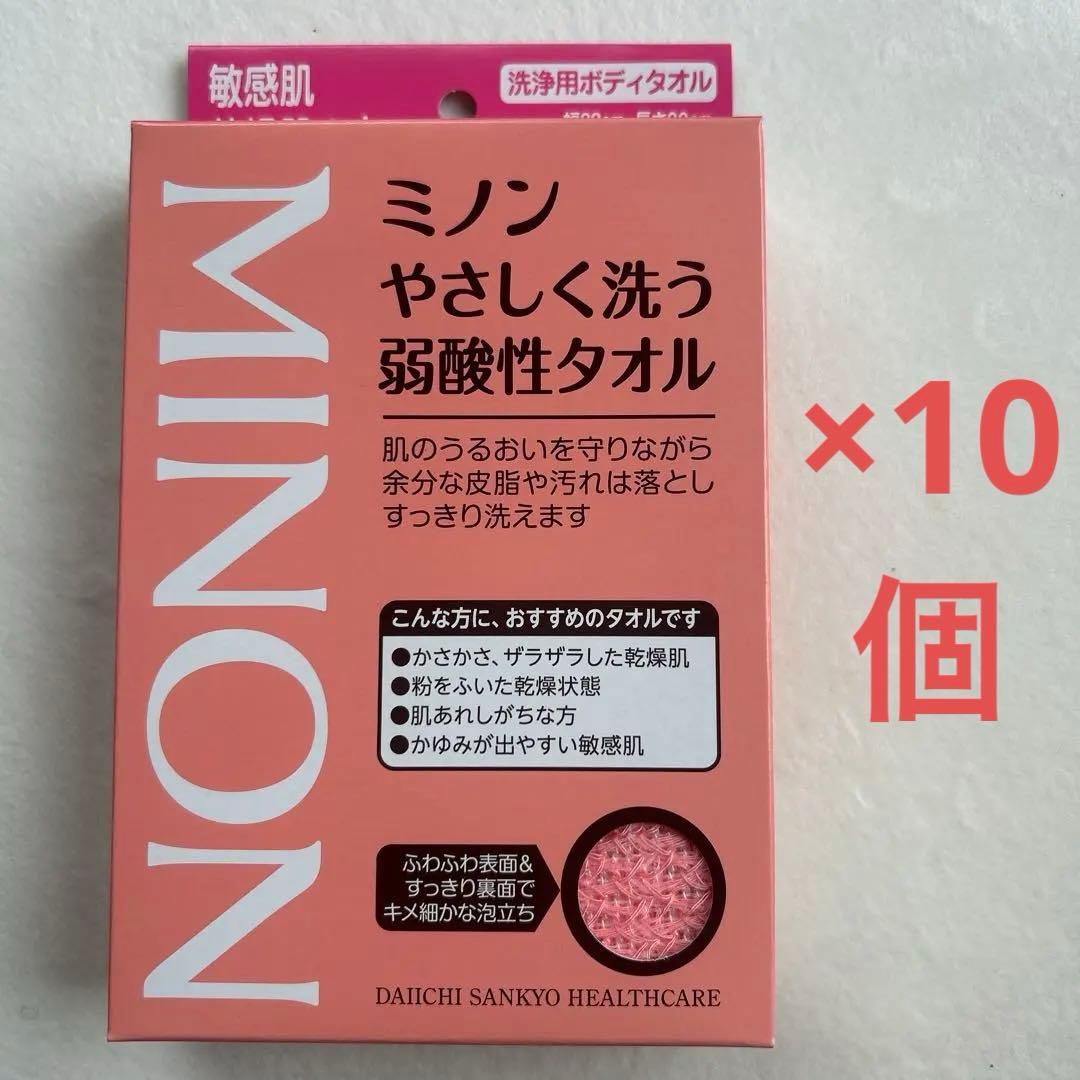 敏感肌
洗浄用ボディタオル
MINON
ミノン
やさしく洗う
弱酸性タオル
肌のうるおいを守りながら
余分な皮脂や汚れは落とし
すっきり洗えます
こんな方に、おすすめのタオルです
●かさかさ、ザラザラした乾燥肌
●粉をふいた乾燥状態
●肌あれしがちな方
●かゆみが出やすい敏感肌
ふわふわ表面&
すっきり裏面で
キメ細かな泡立ち
DAIICHI SANKYO HEALTHCARE
×10
個